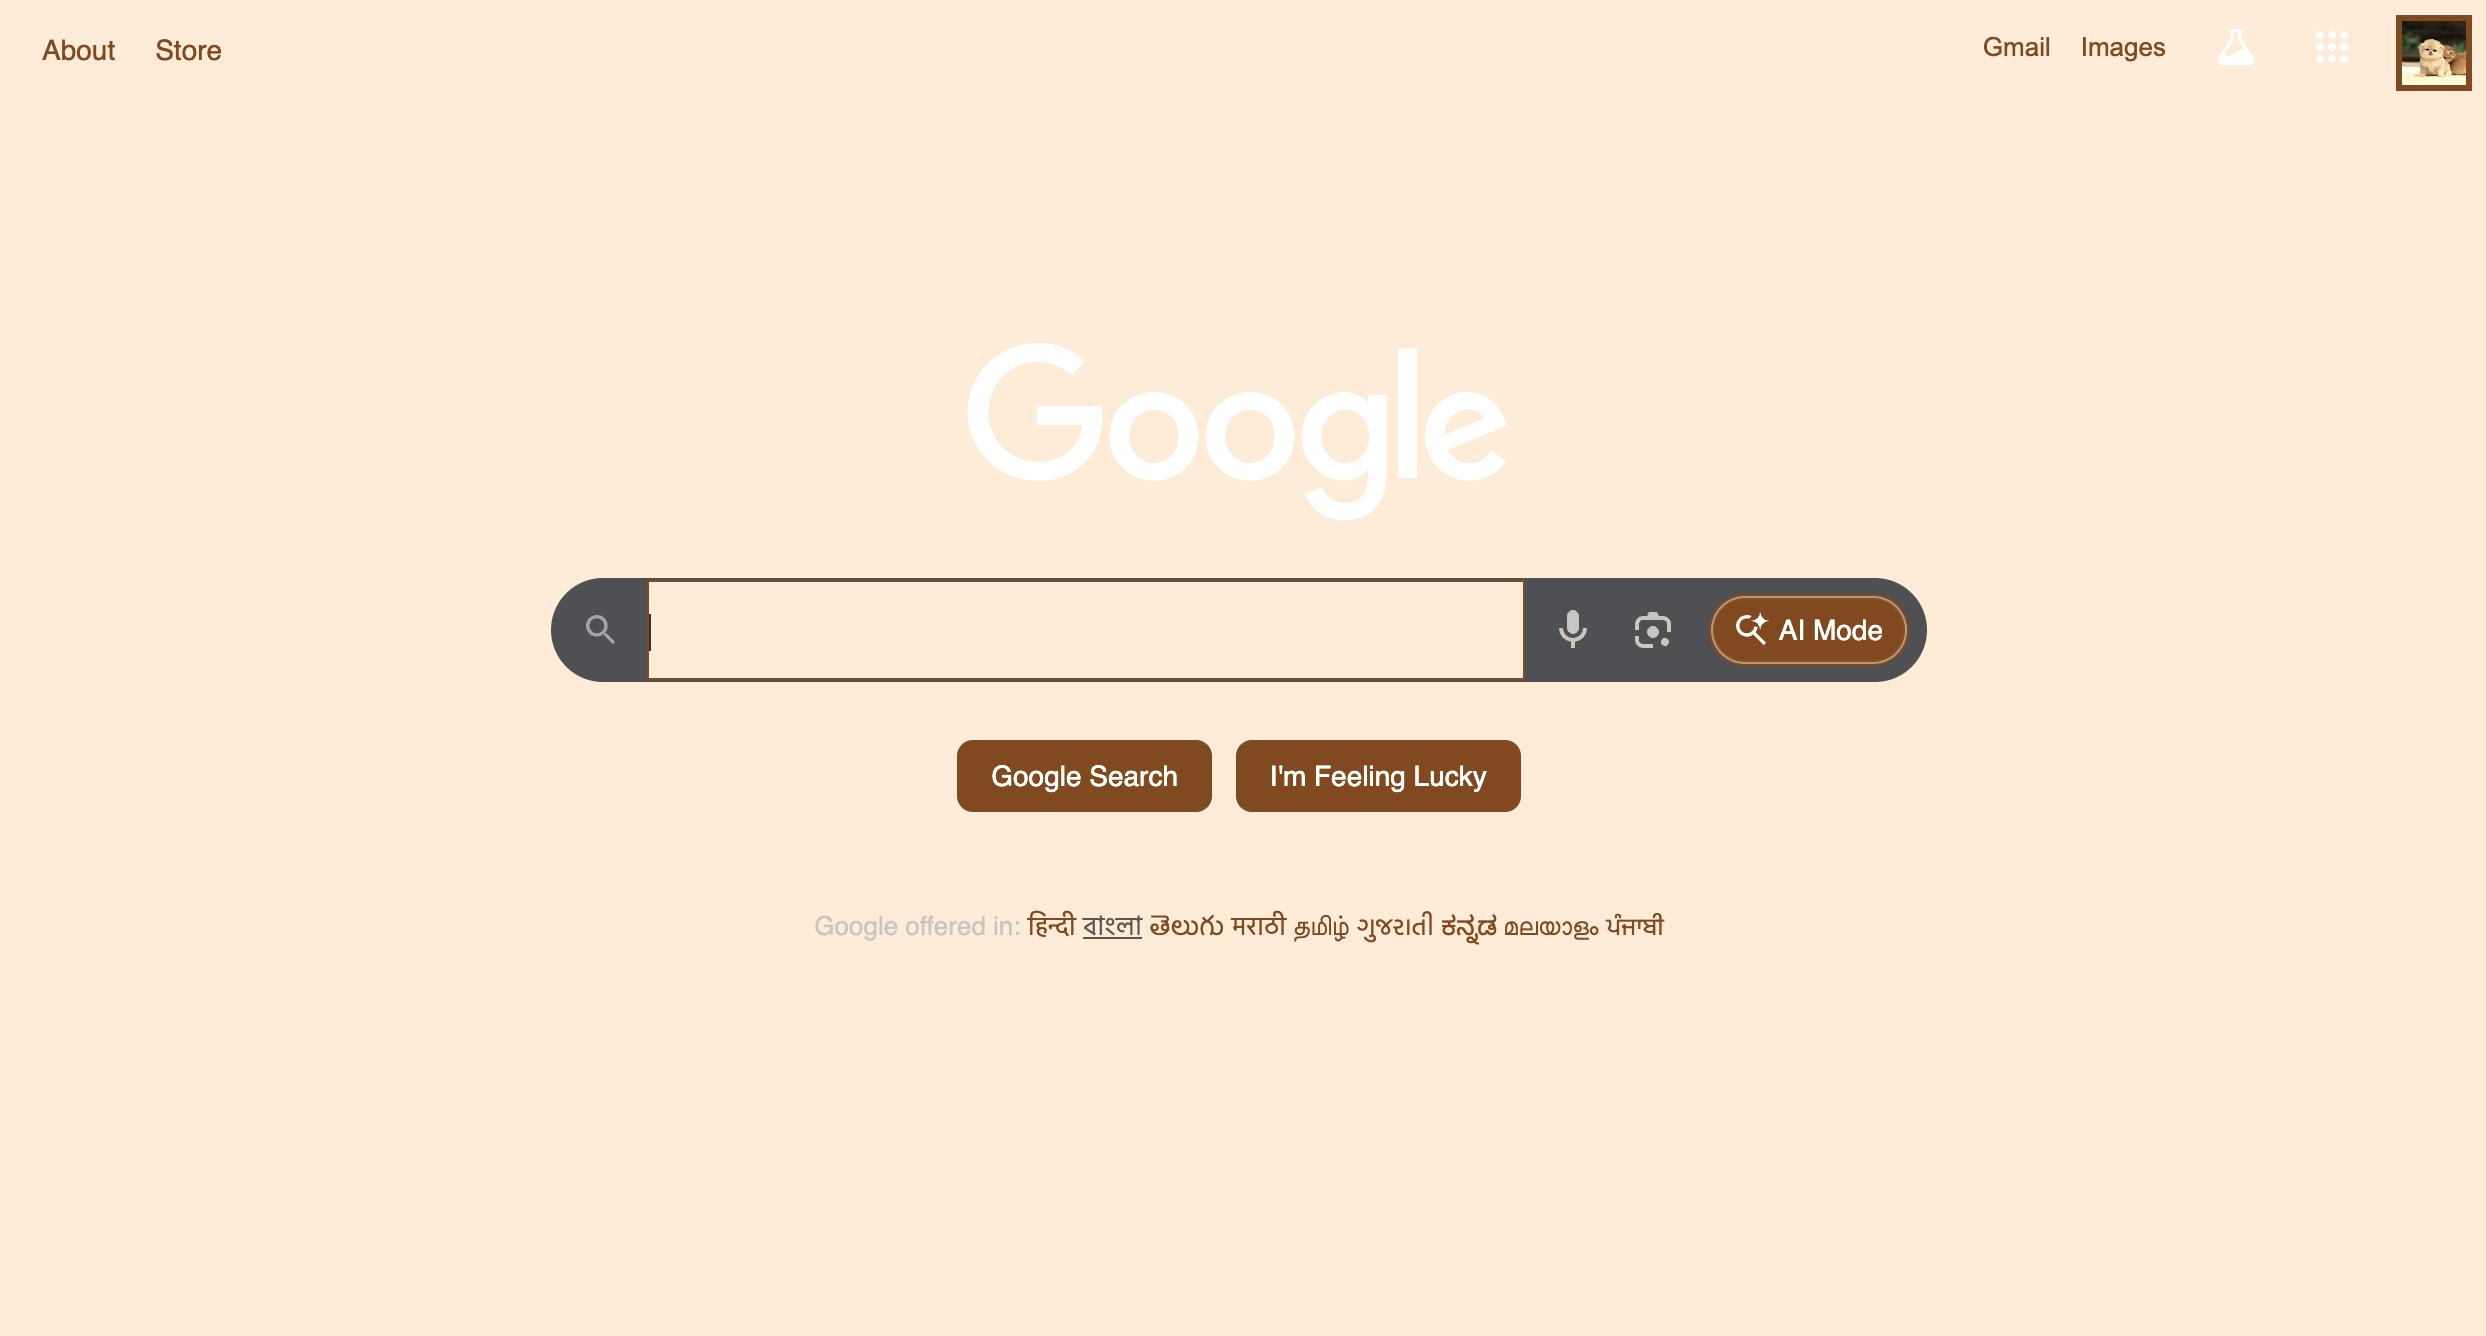 About Store
Gmail Images
Google
AI Mode
Google Search I'm Feeling Lucky
Google offered in: हिन्दी বাংলা తెలుగు मराठी தமிழ் ગુજરાતી ಕನ್ನಡ മലയാളം ਪੰਜਾਬੀ